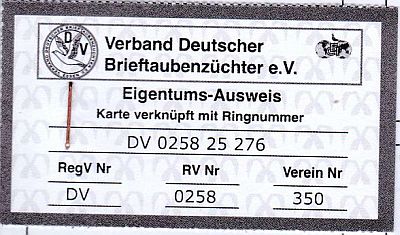 D V
Verband Deutscher
Brieftaubenzüchter e.V.
Eigentums-Ausweis
Karte verknüpft mit Ringnummer
DV 0258 25 276
RegV Nr RV Nr Verein Nr
DV 0258 350